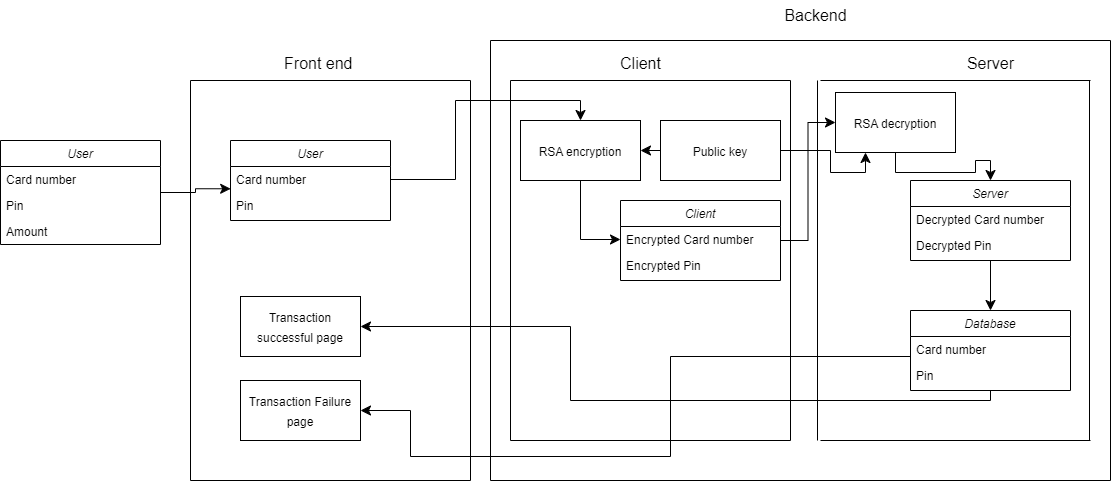 Backend
Front end
Client
Server
User
Card number
Pin
Amount
User
Card number
Pin
RSA encryption
Public key
RSA decryption
Client
Encrypted Card number
Encrypted Pin
Server
Decrypted Card number
Decrypted Pin
Transaction
successful page
Database
Card number
Pin
Transaction Failure
page